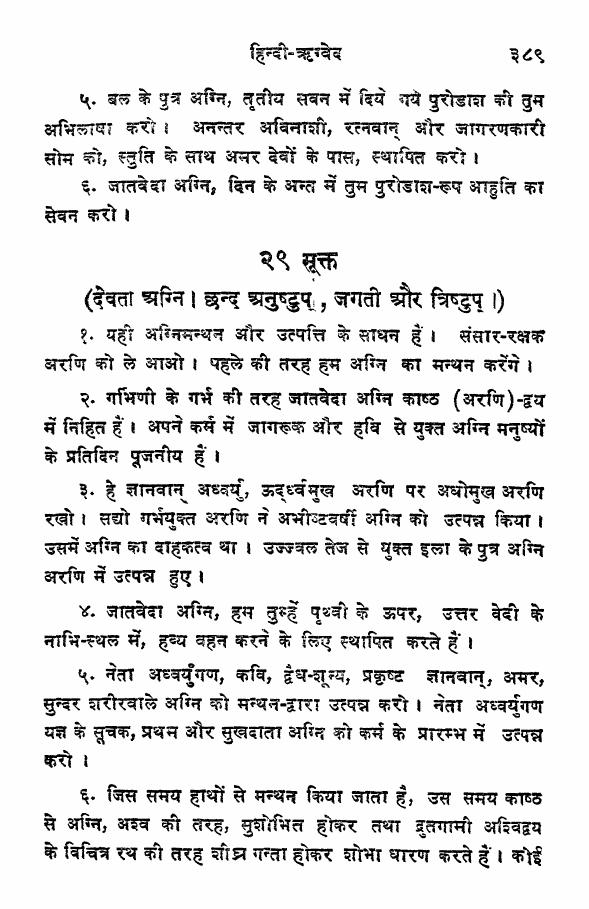 हिन्दी-ऋग्वेद ३८९
५. बल के पुत्र अग्नि, तृतीय सवन में दिये गये पुरोडाश की तुम
अभिलाषा करो। अनन्तर अविनाशी, रत्नवान् और जागरणकारी
सोम को, स्तुति के साथ अमर देवों के पास, स्थापित करो।
६. जातवेदा अग्नि, दिन के अन्त में तुम पुरोडाश-रूप आहुति का
सेवन करो।
२९ सूक्त
(देवता अग्नि। छन्द अनुष्टुप्, जगती और त्रिष्टुप्।)
१. यही अग्निमन्थन और उत्पत्ति के साधन हैं। संसार-रक्षक
अरणि को ले आओ। पहले की तरह हम अग्नि का मन्थन करेंगे।
२. गर्भिणी के गर्भ की तरह जातवेदा अग्नि काष्ठ (अरणि)-द्वय
में निहित हैं। अपने कर्म में जागरूक और हवि से युक्त अग्नि मनुष्यों
के प्रतिदिन पूजनीय हैं।
३. हे ज्ञानवान् अध्वर्यु, ऊर्द्ध्वमुख अरणि पर अधोमुख अरणि
रखो। सद्यो गर्भयुक्त अरणि ने अभीष्टवर्षी अग्नि को उत्पन्न किया।
उसमें अग्नि का दाहकत्व था। उज्ज्वल तेज से युक्त इला के पुत्र अग्नि
अरणि में उत्पन्न हुए।
४. जातवेदा अग्नि, हम तुम्हें पृथ्वी के ऊपर, उत्तर वेदी के
नाभि-स्थल में, हव्य वहन करने के लिए स्थापित करते हैं।
५. नेता अध्वर्युगण, कवि, द्वैध-शून्य, प्रकृष्ट ज्ञानवान्, अमर,
सुन्दर शरीरवाले अग्नि को मन्थन-द्वारा उत्पन्न करो। नेता अध्वर्युगण
यज्ञ के सूचक, प्रथम और सुखदाता अग्नि को कर्म के प्रारम्भ में उत्पन्न
करो।
६. जिस समय हाथों से मन्थन किया जाता है, उस समय काष्ठ
से अग्नि, अश्व की तरह, सुशोभित होकर तथा द्रुतगामी अश्विद्वय
के विचित्र रथ की तरह शीघ्र गन्ता होकर शोभा धारण करते हैं। कोई